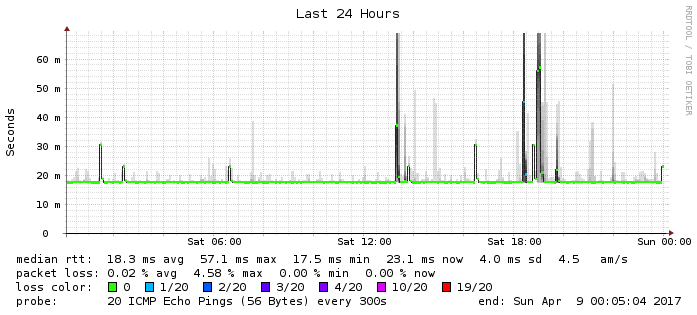 Last 24 Hours
RRDTOOL / TOBI OETIKER
Seconds
60 m
50 m
40 m
30 m
20 m
10 m
0
Sat 06:00 Sat 12:00 Sat 18:00 Sun 00:00
median rtt: 18.3 ms avg 57.1 ms max 17.5 ms min 23.1 ms now 4.0 ms sd 4.5 am/s
packet loss: 0.02 % avg 4.58 % max 0.00 % min 0.00 % now
loss color: 0 1/20 2/20 3/20 4/20 10/20 19/20
probe: 20 ICMP Echo Pings (56 Bytes) every 300s end: Sun Apr 9 00:05:04 2017